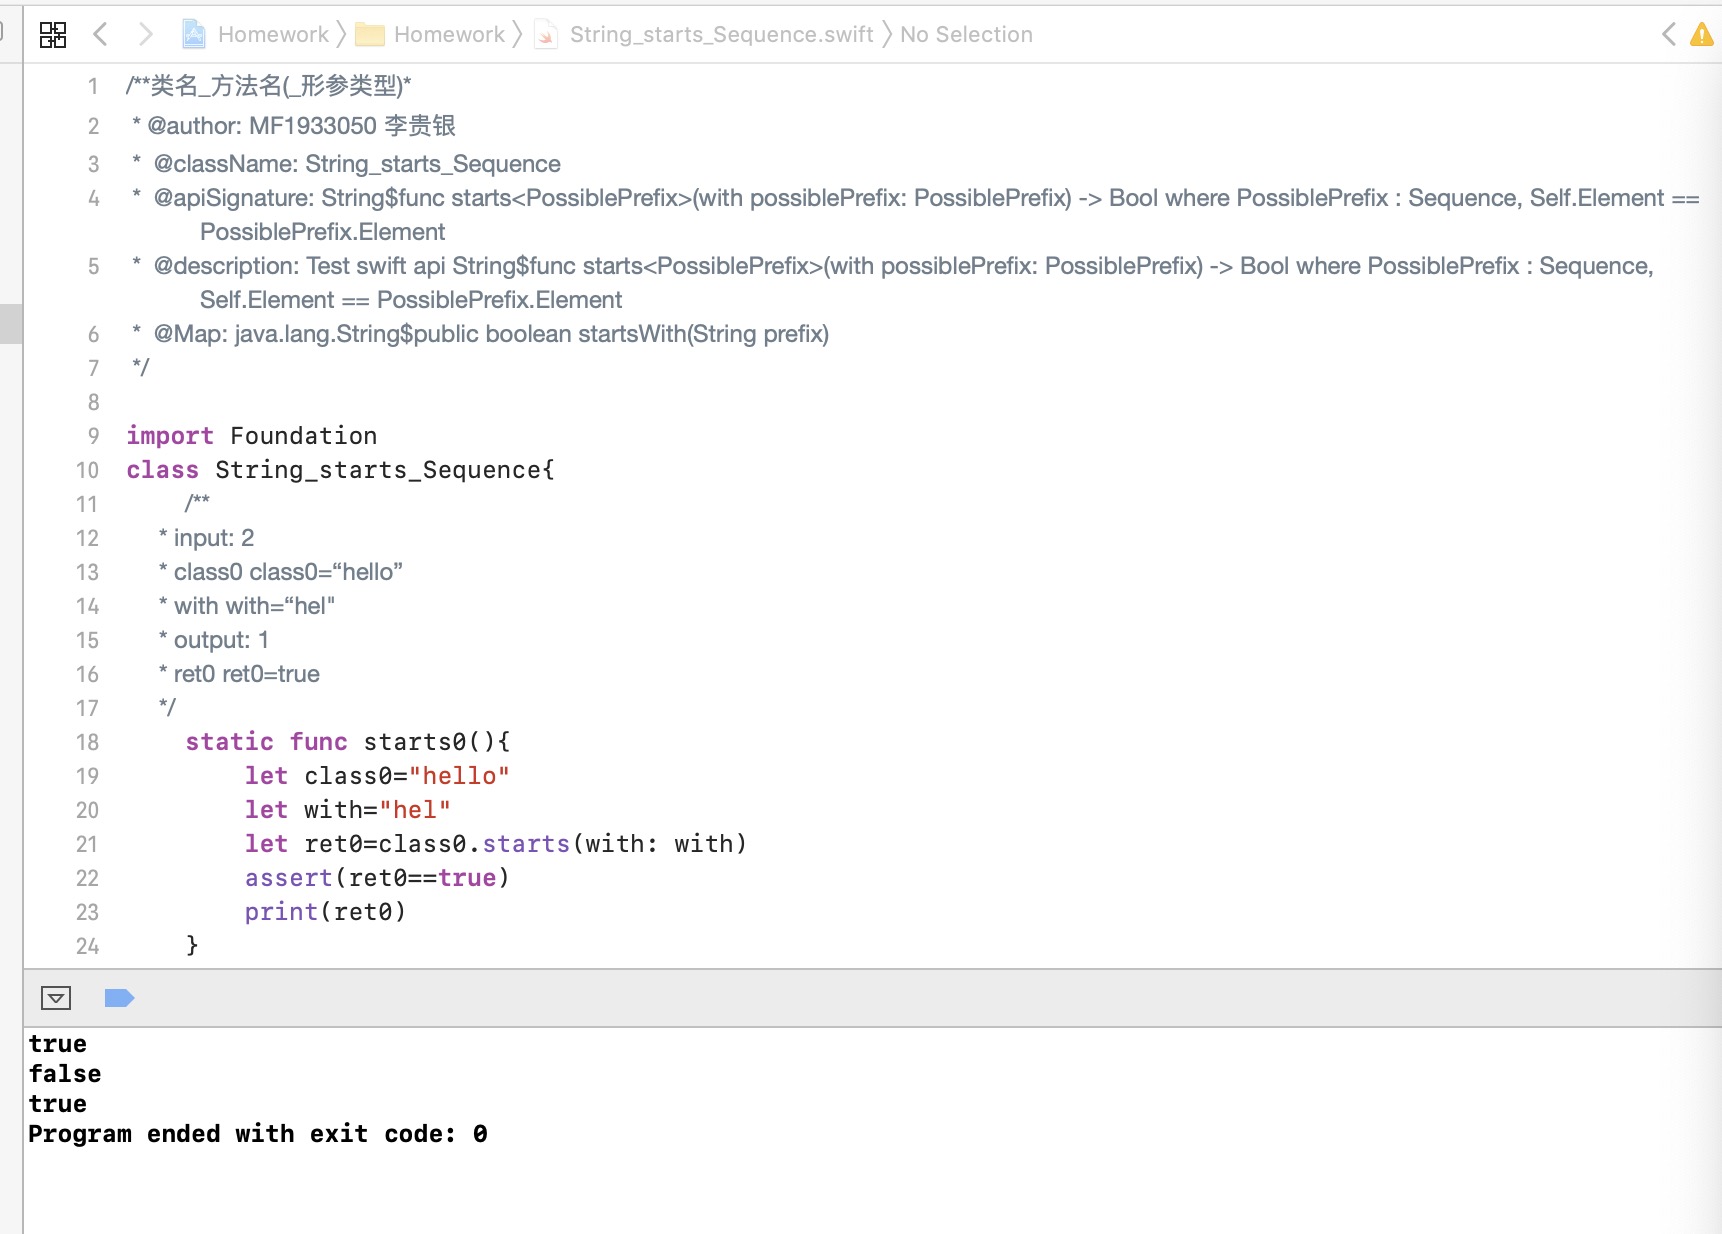 Homework 〉 Homework 〉 String_starts_Sequence.swift 〉 No Selection
1 /**类名_方法名(_形参类型)*
2 * @author: MF1933050 李贵银
3 * @className: String_starts_Sequence
4 * @apiSignature: String$func starts<PossiblePrefix>(with possiblePrefix: PossiblePrefix) -> Bool where PossiblePrefix : Sequence, Self.Element ==
PossiblePrefix.Element
5 * @description: Test swift api String$func starts<PossiblePrefix>(with possiblePrefix: PossiblePrefix) -> Bool where PossiblePrefix : Sequence,
Self.Element == PossiblePrefix.Element
6 * @Map: java.lang.String$public boolean startsWith(String prefix)
7 */
8
9 import Foundation
10 class String_starts_Sequence{
11 /**
12 * input: 2
13 * class0 class0=“hello”
14 * with with=“hel"
15 * output: 1
16 * ret0 ret0=true
17 */
18 static func starts0(){
19 let class0="hello"
20 let with="hel"
21 let ret0=class0.starts(with: with)
22 assert(ret0==true)
23 print(ret0)
24 }
true
false
true
Program ended with exit code: 0